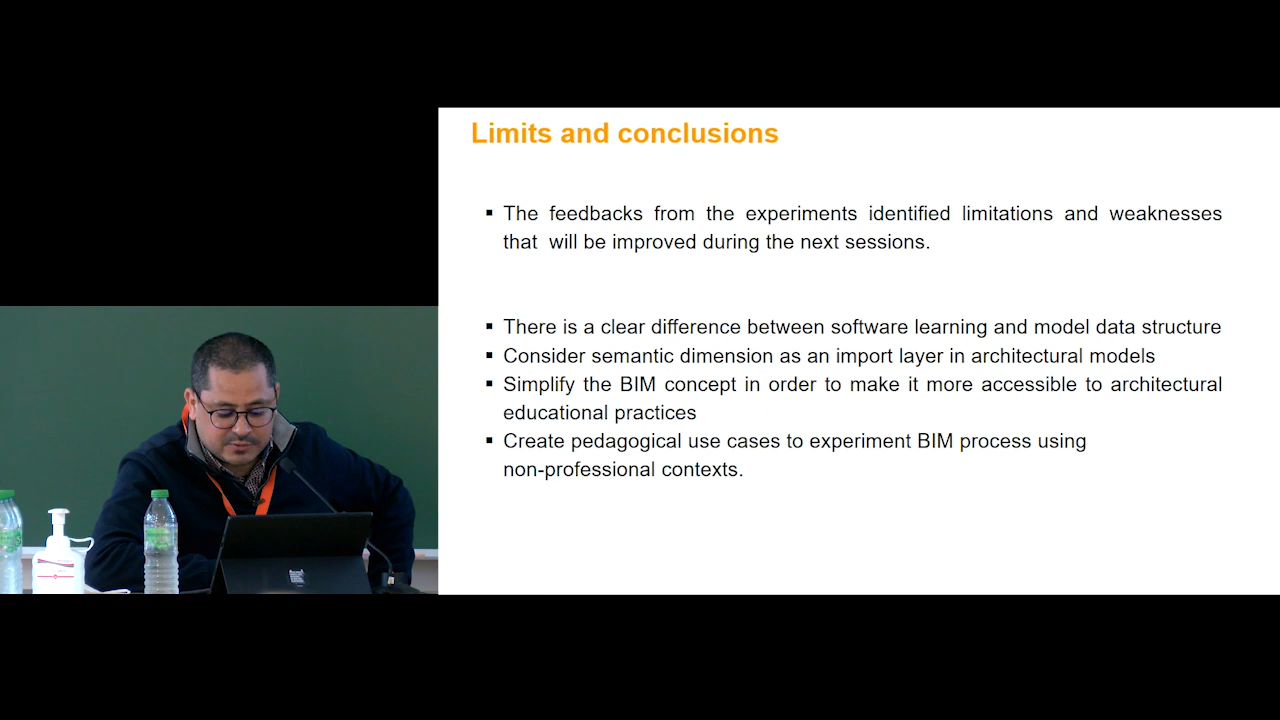 Limits and conclusions
▪ The feedbacks from the experiments identified limitations and weaknesses
that will be improved during the next sessions.
▪ There is a clear difference between software learning and model data structure
▪ Consider semantic dimension as an import layer in architectural models
▪ Simplify the BIM concept in order to make it more accessible to architectural
educational practices
▪ Create pedagogical use cases to experiment BIM process using
non-professional contexts.